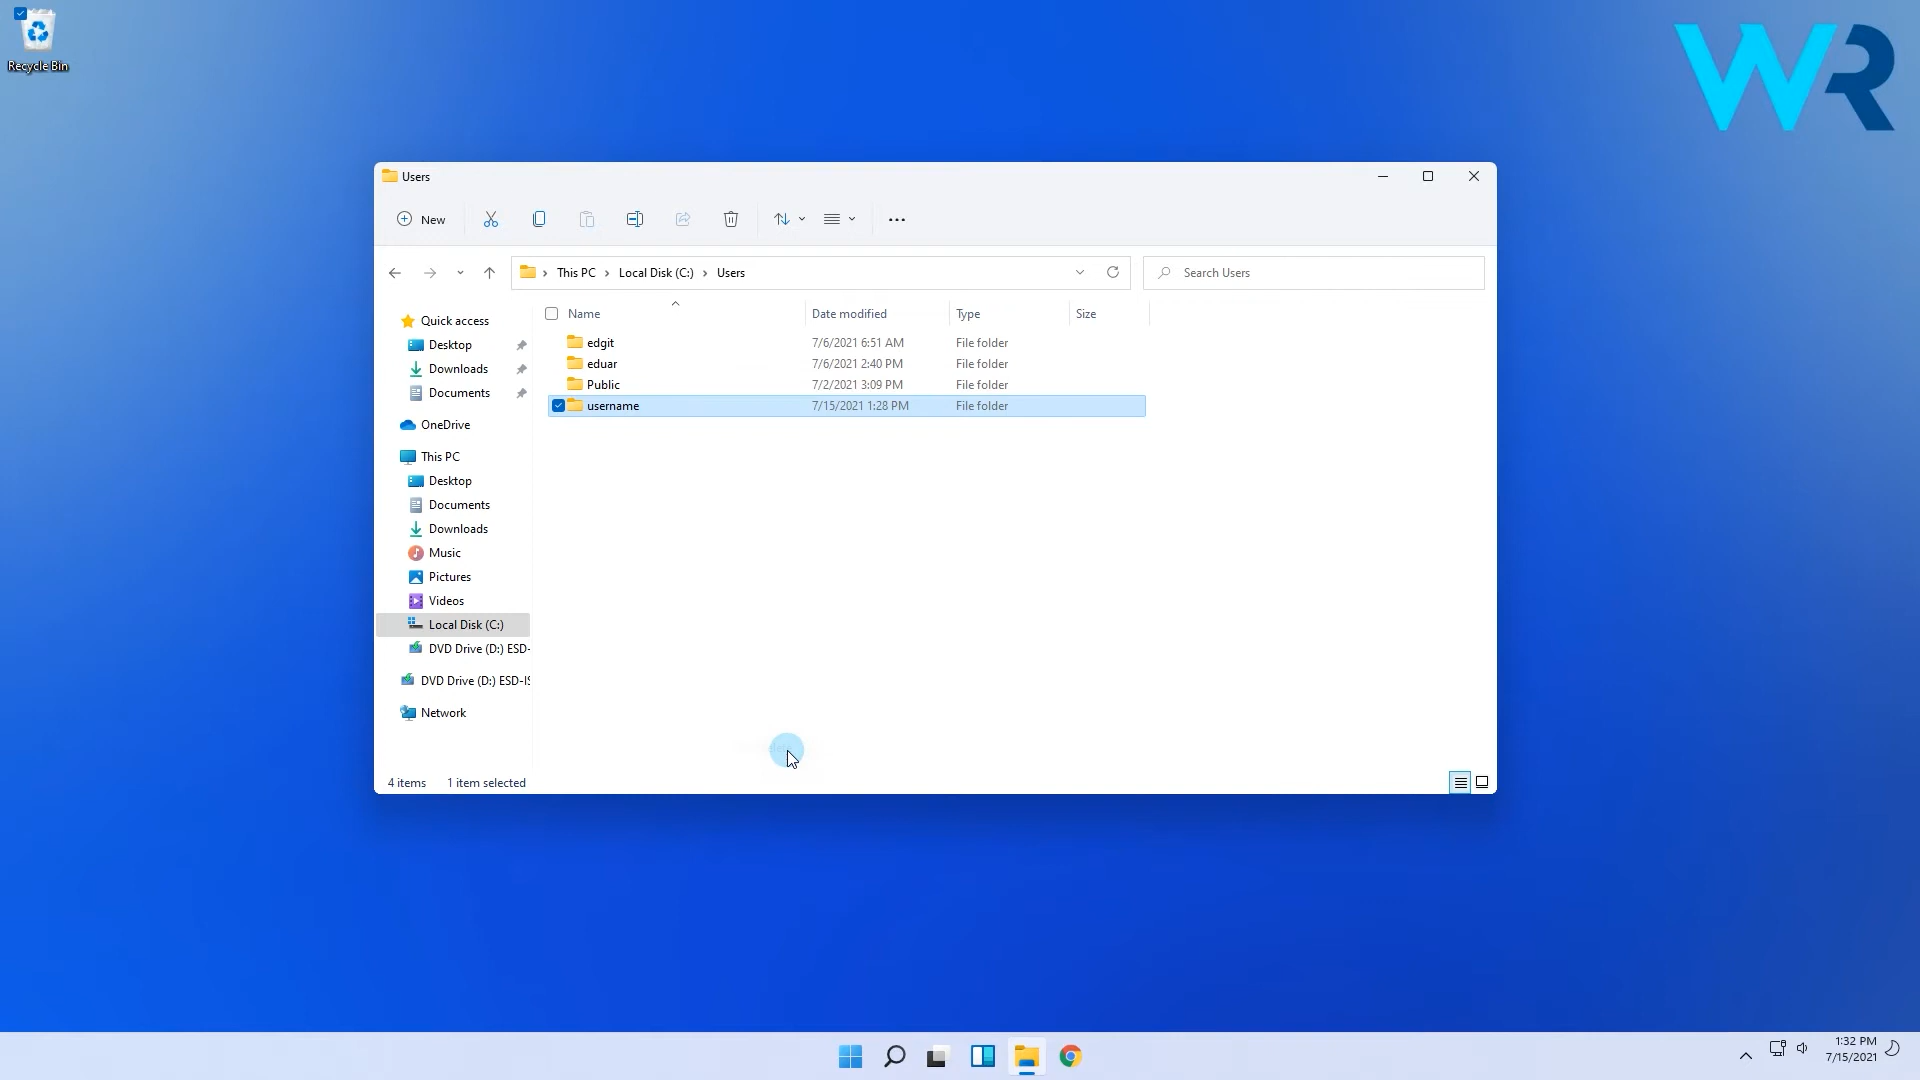 Recycle Bin
WR
Users
New
This PC
Local Disk (C:)
Users
Search Users
Name
Date modified
Type
Size
edgit
7/6/2021 6:51 AM
File folder
eduar
7/6/2021 2:40 PM
File folder
Public
7/2/2021 3:09 PM
File folder
username
7/15/2021 1:28 PM
File folder
Quick access
Desktop
Downloads
Documents
OneDrive
This PC
Desktop
Documents
Downloads
Music
Pictures
Videos
Local Disk (C:)
DVD Drive (D:) ESD-
DVD Drive (D:) ESD-IS
Network
4 items
1 item selected
1:32 PM
7/15/2021